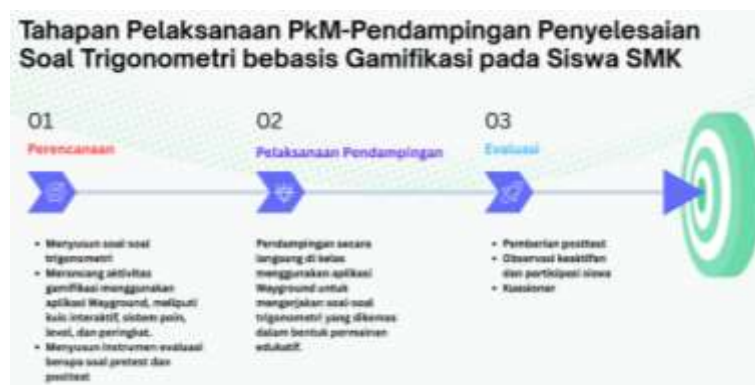 Tahapan Pelaksanaan PkM-Pendampingan Penyelesaian
Soal Trigonometri bebasis Gamifikasi pada Siswa SMK
01
Perencanaan
• Menyusun soal-soal
trigonometri
• Merancang aktivitas
gamifikasi menggunakan
aplikasi Wayground, meliputi
kuis interaktif, sistem poin,
level, dan peringkat.
• Menyusun instrumen evaluasi
berupa soal pretest dan
posttest
02
Pelaksanaan Pendampingan
Pendampingan secara
langsung di kelas
menggunakan aplikasi
Wayground untuk
mengerjakan soal-soal
trigonometri yang dikemas
dalam bentuk permainan
edukatif.
03
Evaluasi
• Pemberian posttest
• Observasi keaktifan
dan partisipasi siswa
• Kuesioner